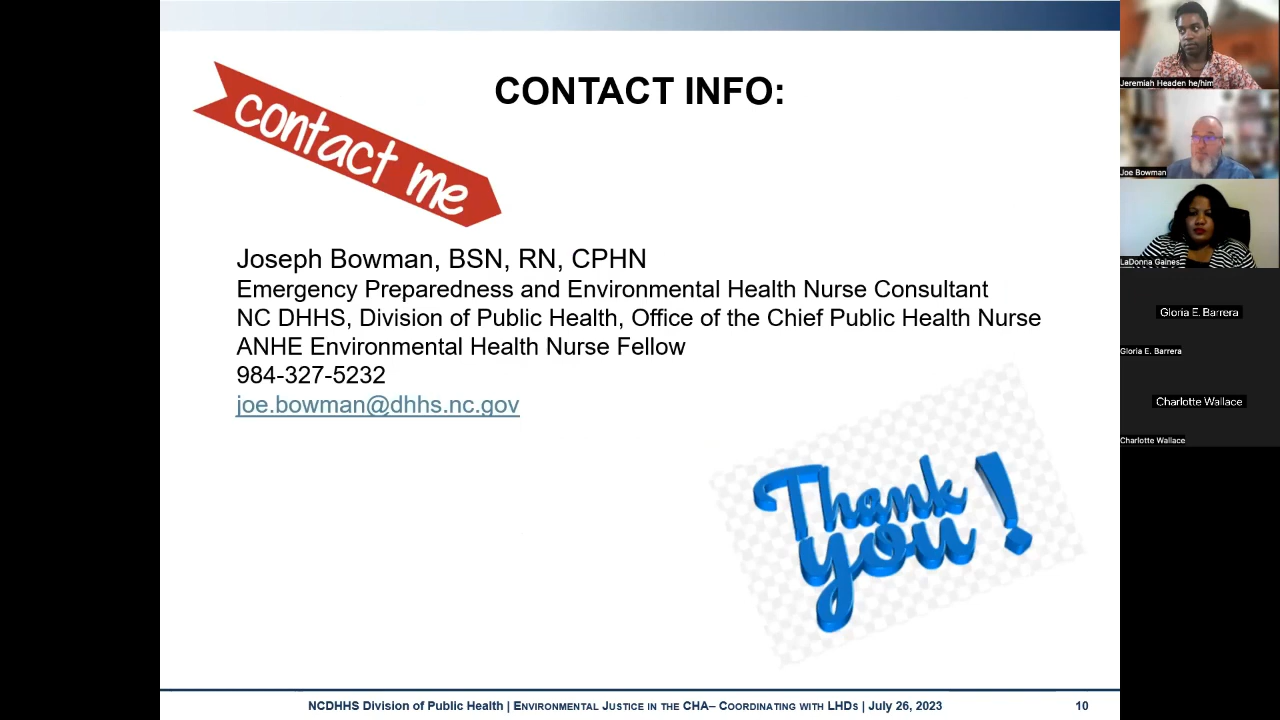 CONTACT INFO:
contact me
Joseph Bowman, BSN, RN, CPHN
Emergency Preparedness and Environmental Health Nurse Consultant
NC DHHS, Division of Public Health, Office of the Chief Public Health Nurse
ANHE Environmental Health Nurse Fellow
984-327-5232
joe.bowman@dhhs.nc.gov
Thank
you!
NCDHHS Division of Public Health | ENVIRONMENTAL JUSTICE IN THE CHA– COORDINATING WITH LHDS | July 26, 2023
10
Jeremiah Headen he/him
Joe Bowman
LaDonna Gaines
Gloria E. Barrera
Gloria E. Barrera
Charlotte Wallace
Charlotte Wallace